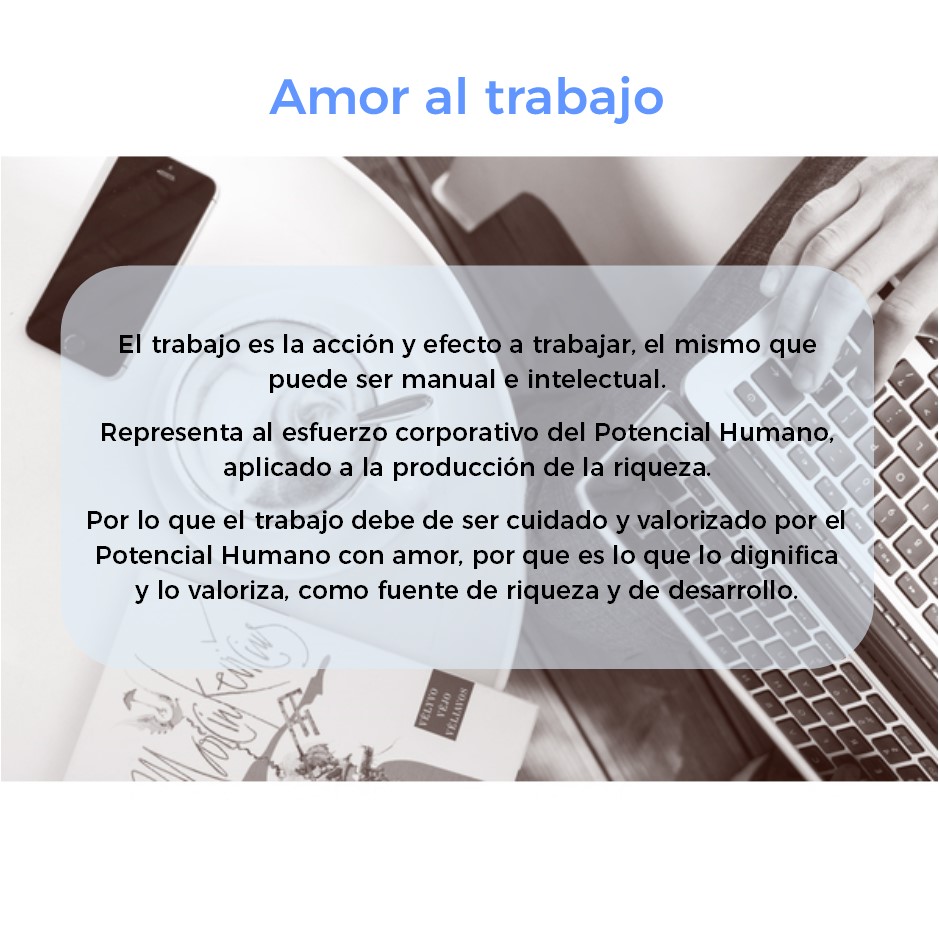 Amor al trabajo
El trabajo es la acción y efecto a trabajar, el mismo que
puede ser manual e intelectual.
Representa al esfuerzo corporativo del Potencial Humano,
aplicado a la producción de la riqueza.
Por lo que el trabajo debe de ser cuidado y valorizado por el
Potencial Humano con amor, por que es lo que lo dignifica
y lo valoriza, como fuente de riqueza y de desarrollo.
VĖLYVO
VĖJO
VĖLIAVOS